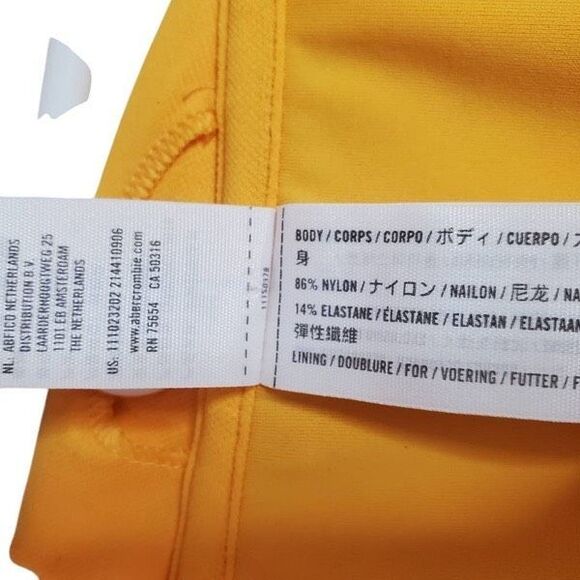 NL: ABFICO NETHERLANDS
DISTRIBUTION B.V.
LAARDERHOOGTWEG 25
1101 EB AMSTERDAM
THE NETHERLANDS
US: 111023202 214410906
www.abercrombie.com
RN 75654 CA 50316
BODY / CORPS / CORPO / ボディ / CUERPO /
身
86% NYLON / ナイロン / NAILON / 尼龙 / NA
14% ELASTANE / ÉLASTANE / ELASTAN / ELASTAAN
彈性纖維
LINING / DOUBLURE / FOR / VOERING / FUTTER / F